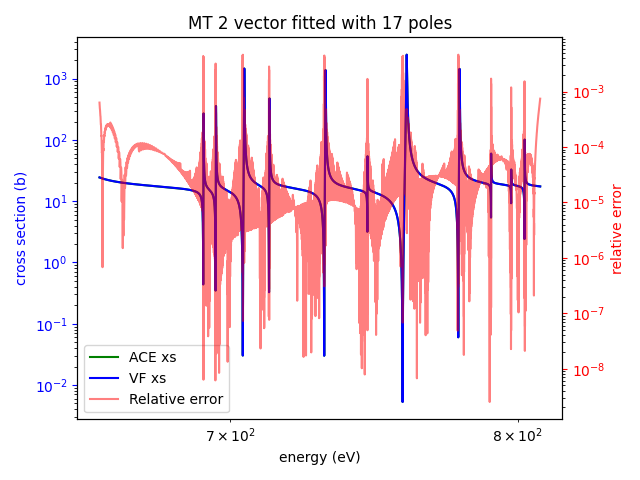 MT 2 vector fitted with 17 poles
cross section (b)
10³
10²
10¹
10⁰
10⁻¹
10⁻²
10⁻³
10⁻⁴
10⁻⁵
10⁻⁶
10⁻⁷
10⁻⁸
relative error
ACE xs
VF xs
Relative error
7 × 10²
8 × 10²
energy (eV)